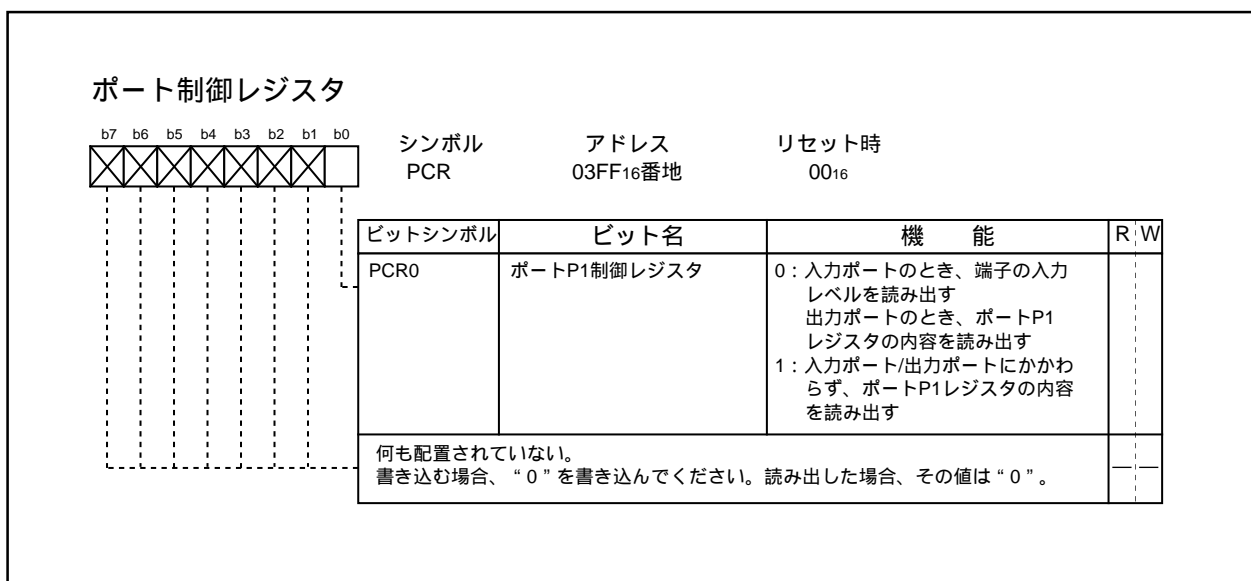 ポート制御レジスタ
b7 b6 b5 b4 b3 b2 b1 b0
シンボル アドレス リセット時
PCR 03FF16番地 0016
ビットシンボル ビット名 機 能 R W
PCR0 ポートP1制御レジスタ 0：入力ポートのとき、端子の入力
レベルを読み出す
出力ポートのとき、ポートP1
レジスタの内容を読み出す
1：入力ポート/出力ポートにかかわ
らず、ポートP1レジスタの内容
を読み出す
何も配置されていない。
書き込む場合、“0”を書き込んでください。読み出した場合、その値は“0”。 — —